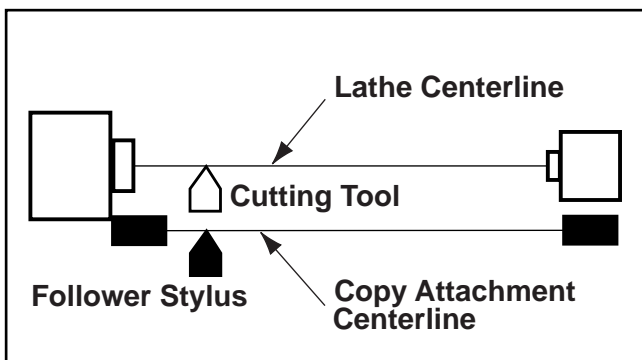 Lathe Centerline
Cutting Tool
Follower Stylus
Copy Attachment
Centerline